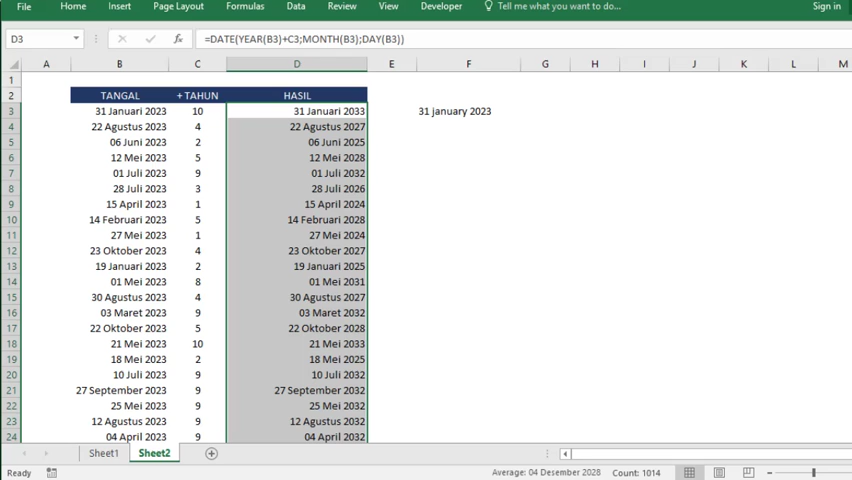 File Home Insert Page Layout Formulas Data Review View Developer Tell me what you want to do... Sign in
D3 fx =DATE(YEAR(B3)+C3;MONTH(B3);DAY(B3))
A B C D E F G H I J K L M
1
2 TANGAL + TAHUN HASIL
3 31 Januari 2023 10 31 Januari 2033 31 january 2023
4 22 Agustus 2023 4 22 Agustus 2027
5 06 Juni 2023 2 06 Juni 2025
6 12 Mei 2023 5 12 Mei 2028
7 01 Juli 2023 9 01 Juli 2032
8 28 Juli 2023 3 28 Juli 2026
9 15 April 2023 1 15 April 2024
10 14 Februari 2023 5 14 Februari 2028
11 27 Mei 2023 1 27 Mei 2024
12 23 Oktober 2023 4 23 Oktober 2027
13 19 Januari 2023 2 19 Januari 2025
14 01 Mei 2023 8 01 Mei 2031
15 30 Agustus 2023 4 30 Agustus 2027
16 03 Maret 2023 9 03 Maret 2032
17 22 Oktober 2023 5 22 Oktober 2028
18 21 Mei 2023 10 21 Mei 2033
19 18 Mei 2023 2 18 Mei 2025
20 10 Juli 2023 9 10 Juli 2032
21 27 September 2023 9 27 September 2032
22 25 Mei 2023 9 25 Mei 2032
23 12 Agustus 2023 9 12 Agustus 2032
24 04 April 2023 9 04 April 2032
Sheet1 Sheet2
Ready Average: 04 Desember 2028 Count: 1014